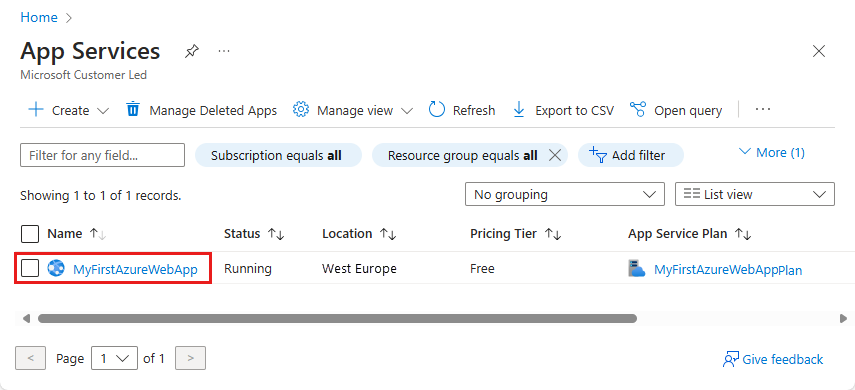 Home
App Services
Microsoft Customer Led
Create Manage Deleted Apps Manage view Refresh Export to CSV Open query
Filter for any field... Subscription equals all Resource group equals all Add filter More (1)
Showing 1 to 1 of 1 records. No grouping List view
Name Status Location Pricing Tier App Service Plan
MyFirstAzureWebApp Running West Europe Free MyFirstAzureWebAppPlan
< Page 1 of 1 > Give feedback